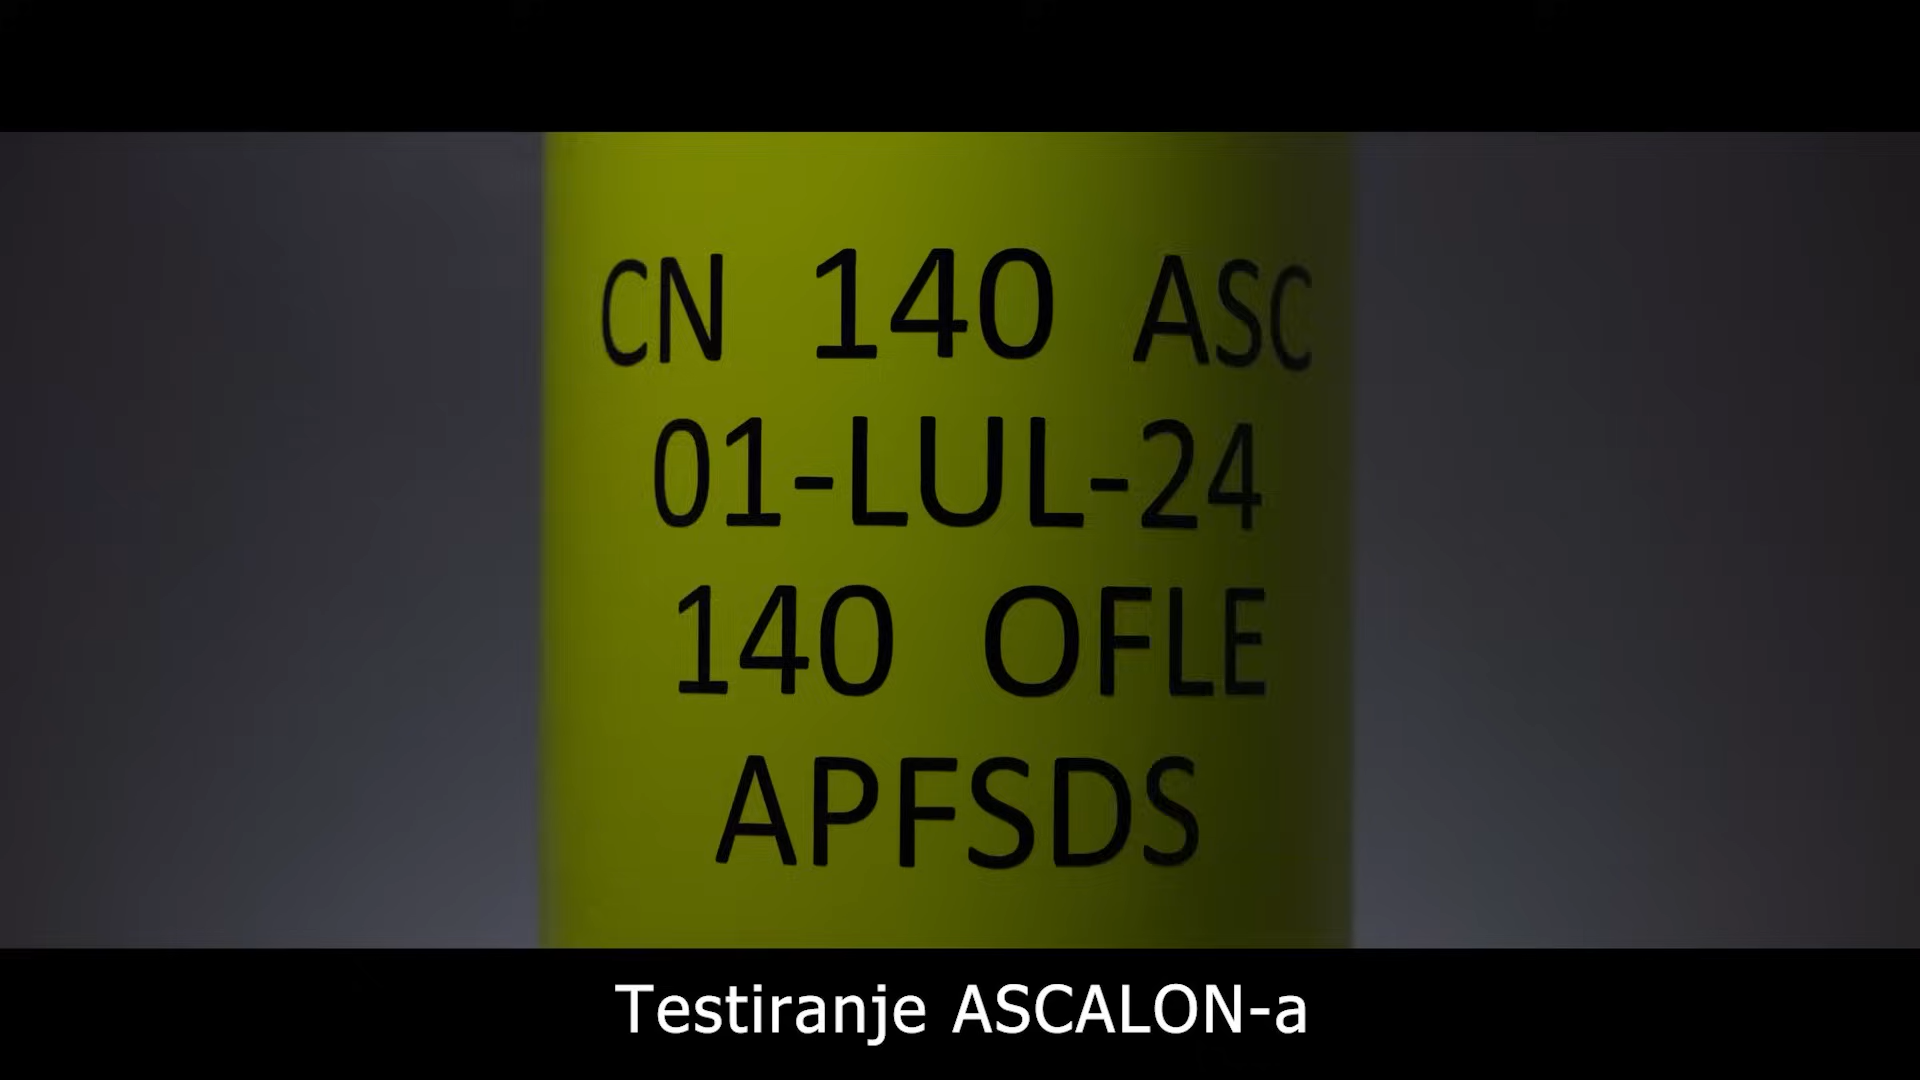 CN 140 ASC
01-LUL-24
140 OFLE
APFSDS
Testiranje ASCALON-a